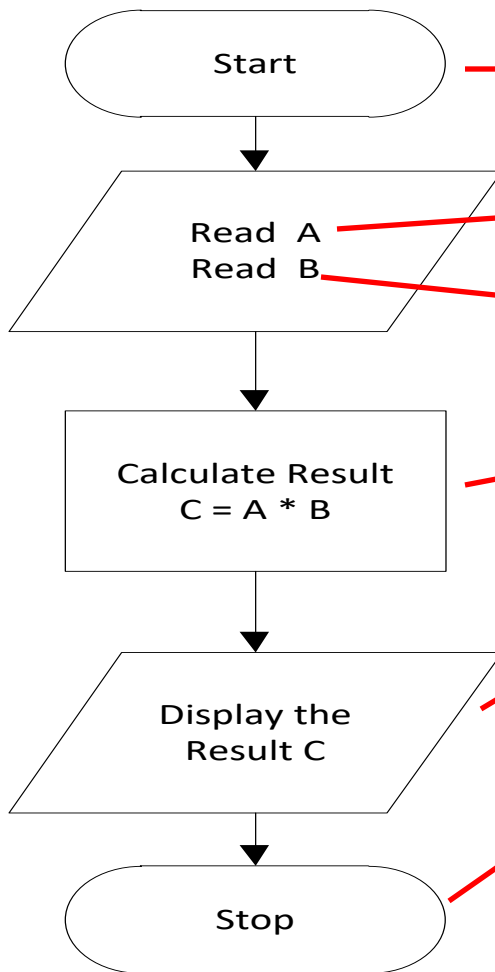 Start
Read A
Read B
Calculate Result
C = A * B
Display the
Result C
Stop